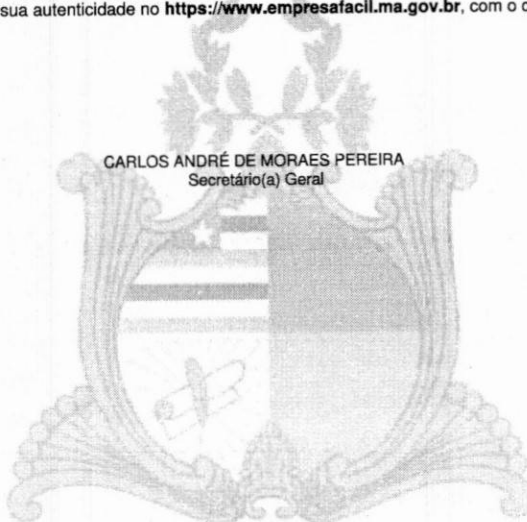 sua autenticidade no https://www.empresafacil.ma.gov.br, com o
CARLOS ANDRÉ DE MORAES PEREIRA
Secretário(a) Geral